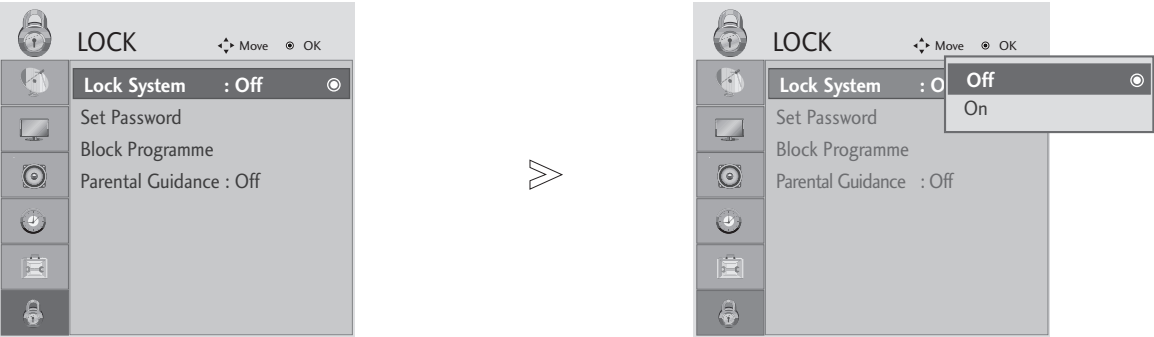 LOCK Move OK
Lock System : Off
Set Password
Block Programme
Parental Guidance : Off
>
LOCK Move OK
Lock System : O
Off
On
Set Password
Block Programme
Parental Guidance : Off